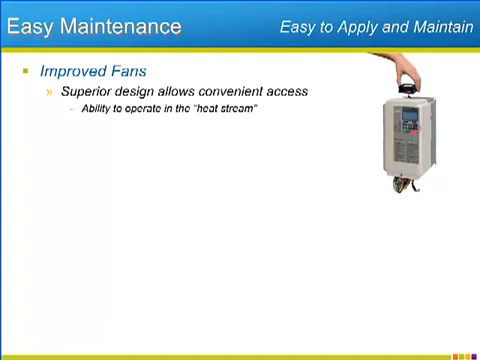 Easy Maintenance
Easy to Apply and Maintain
Improved Fans
» Superior design allows convenient access
- Ability to operate in the "heat stream"